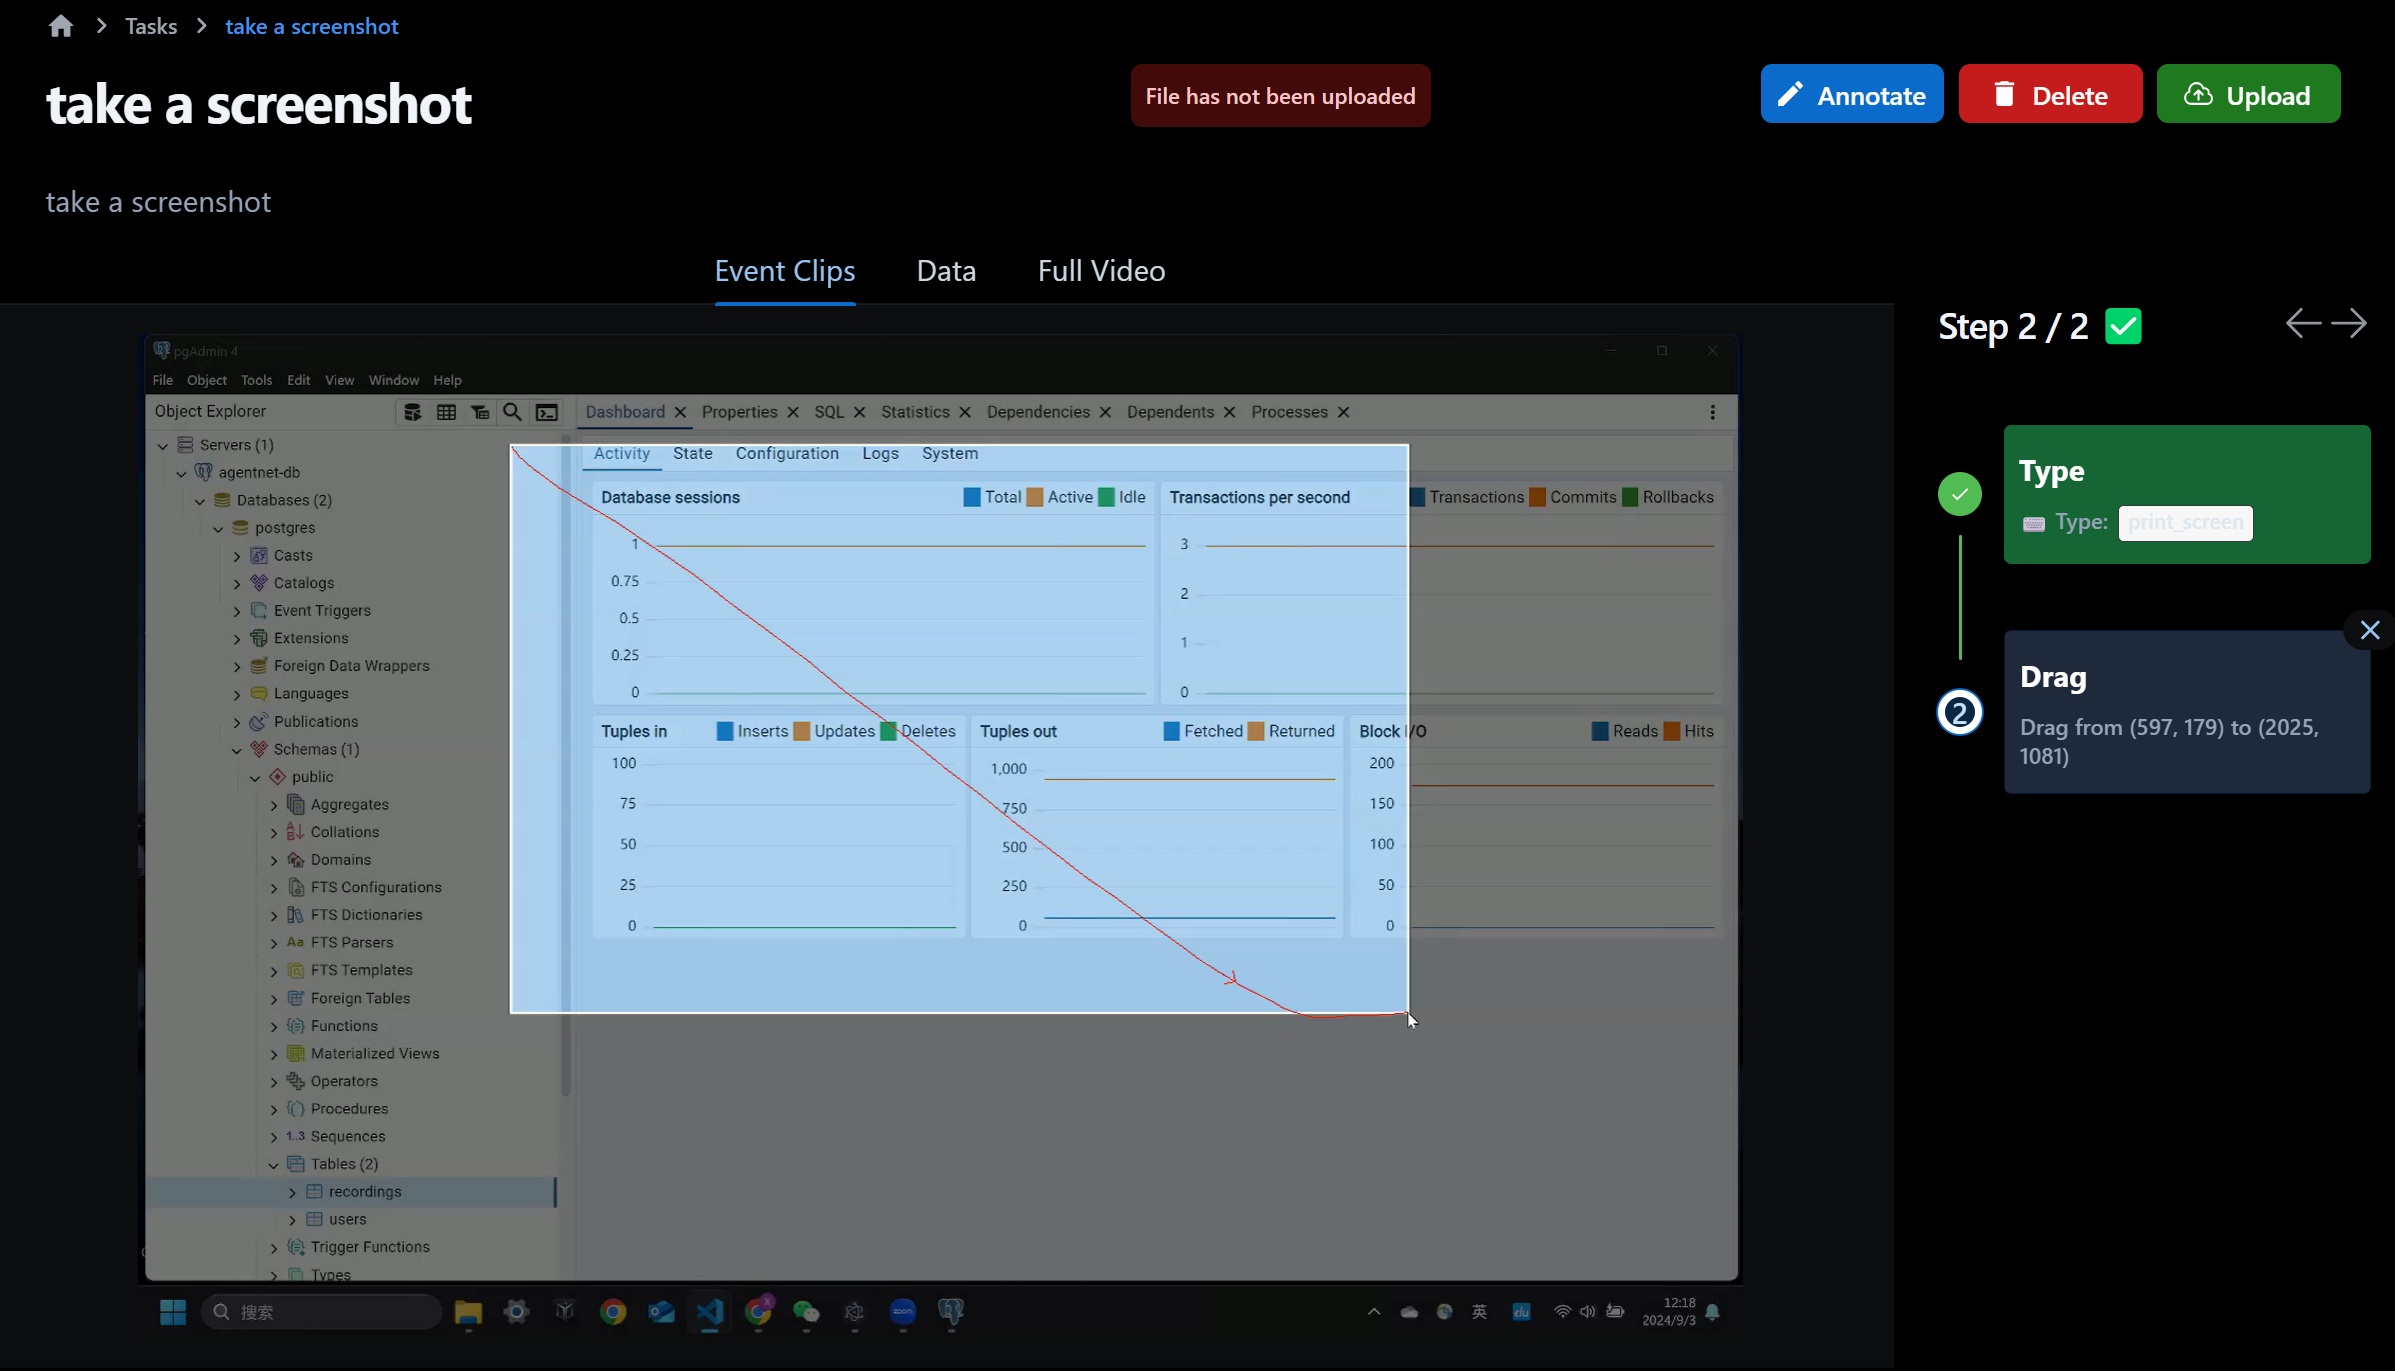 Tasks
take a screenshot
take a screenshot
File has not been uploaded
Annotate
Delete
Upload
take a screenshot
Event Clips
Data
Full Video
Step 2 / 2
Type
Type: print_screen
Drag
Drag from (597, 179) to (2025,
1081)
2
pgAdmin 4
File Object Tools Edit View Window Help
Object Explorer
Servers (1)
agentnet-db
Databases (2)
postgres
Casts
Catalogs
Event Triggers
Extensions
Foreign Data Wrappers
Languages
Publications
Schemas (1)
public
Aggregates
Collations
Domains
FTS Configurations
FTS Dictionaries
FTS Parsers
FTS Templates
Foreign Tables
Functions
Materialized Views
Operators
Procedures
1..3 Sequences
Tables (2)
recordings
users
Trigger Functions
Types
Dashboard Properties SQL Statistics Dependencies Dependents Processes
Activity State Configuration Logs System
Database sessions Total Active Idle
1
0.75
0.5
0.25
0
Transactions per second Transactions Commits Rollbacks
3
2
1
0
Tuples in Inserts Updates Deletes
100
75
50
25
0
Tuples out Fetched Returned
1,000
750
500
250
0
Block I/O Reads Hits
200
150
100
50
0
搜索
zoom
英
du
12:18
2024/9/3